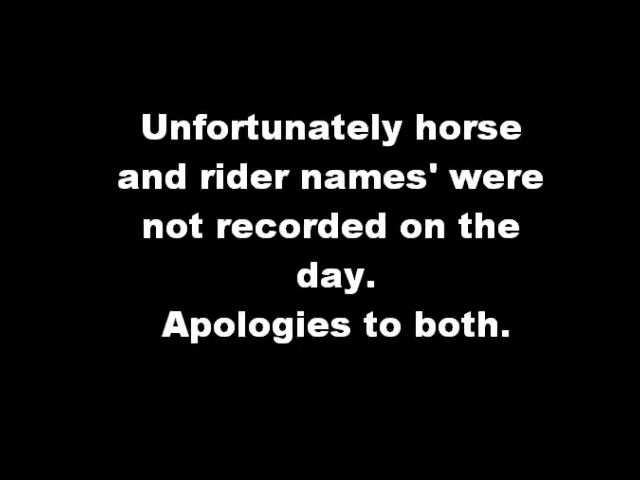 Unfortunately horse
and rider names' were
not recorded on the
day.
Apologies to both.